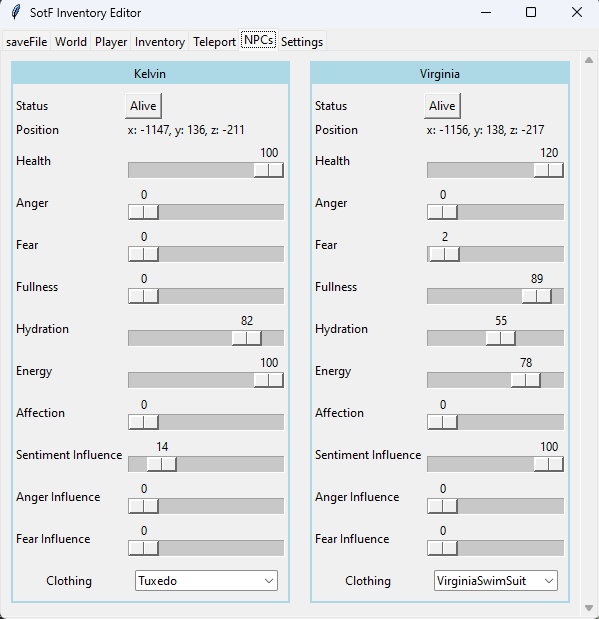 SotF Inventory Editor
saveFile World Player Inventory Teleport NPCs Settings
Kelvin
Status Alive
Position x: -1147, y: 136, z: -211
100
Health
0
Anger
0
Fear
0
Fullness
82
Hydration
100
Energy
0
Affection
14
Sentiment Influence
0
Anger Influence
0
Fear Influence
Clothing Tuxedo
Virginia
Status Alive
Position x: -1156, y: 138, z: -217
120
Health
0
Anger
2
Fear
89
Fullness
55
Hydration
78
Energy
0
Affection
100
Sentiment Influence
0
Anger Influence
0
Fear Influence
Clothing VirginiaSwimSuit